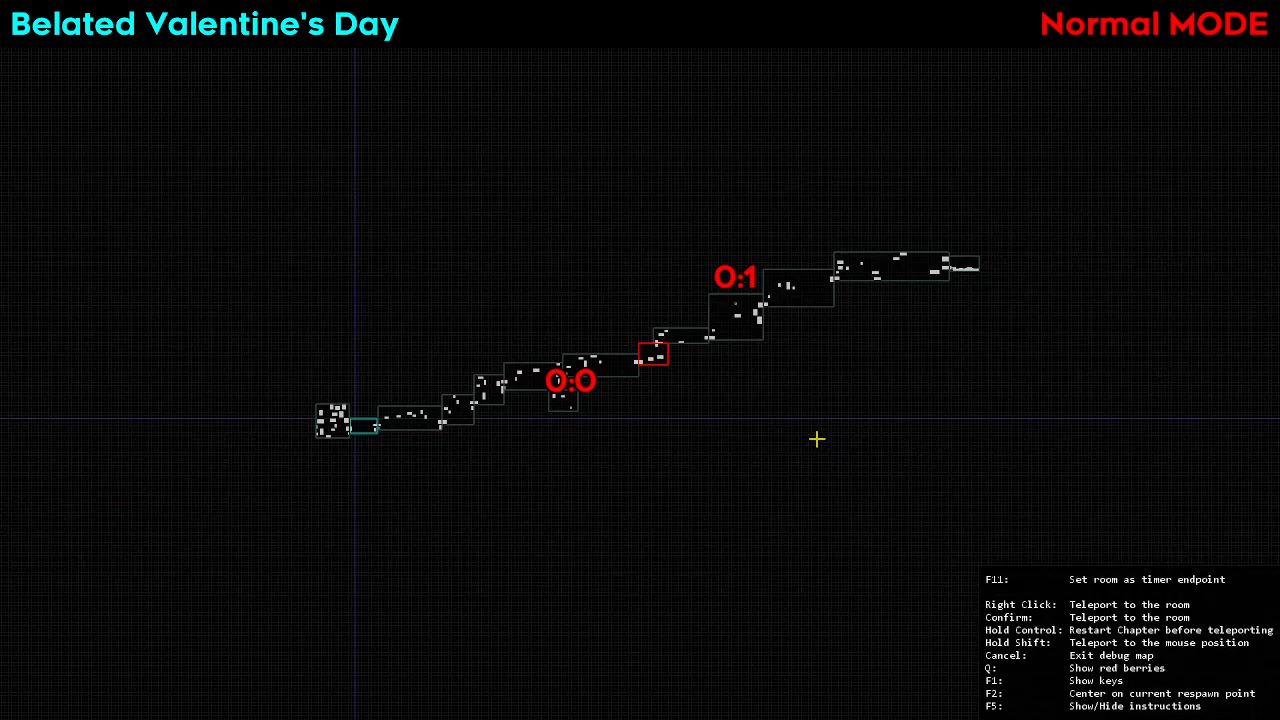 Belated Valentine's Day
Normal MODE
0:1
0:0
F11: Set room as timer endpoint
Right Click: Teleport to the room
Confirm: Teleport to the room
Hold Control: Restart Chapter before teleporting
Hold Shift: Teleport to the mouse position
Cancel: Exit debug map
Q: Show red berries
F1: Show keys
F2: Center on current respawn point
F5: Show/Hide instructions